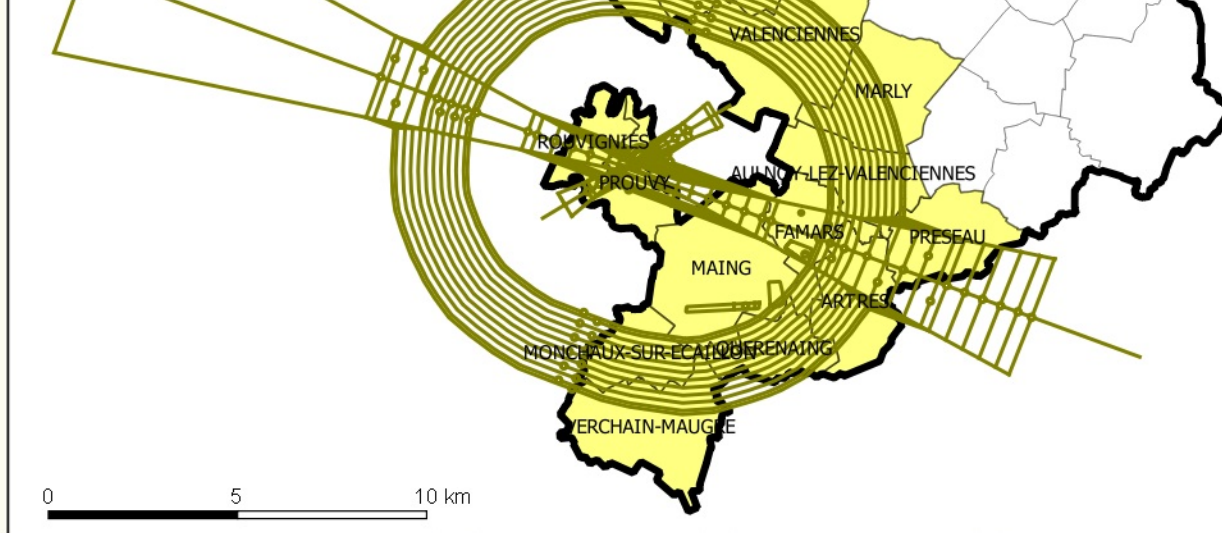 VALENCIENNES
MARLY
ROUVIGNIES
AULNOY-LEZ-VALENCIENNES
PROUVY
FAMARS
PRESEAU
MAING
ARTRES
QUERENAING
MONCHAUX-SUR-ECAILLON
VERCHAIN-MAUGRE
0 5 10 km